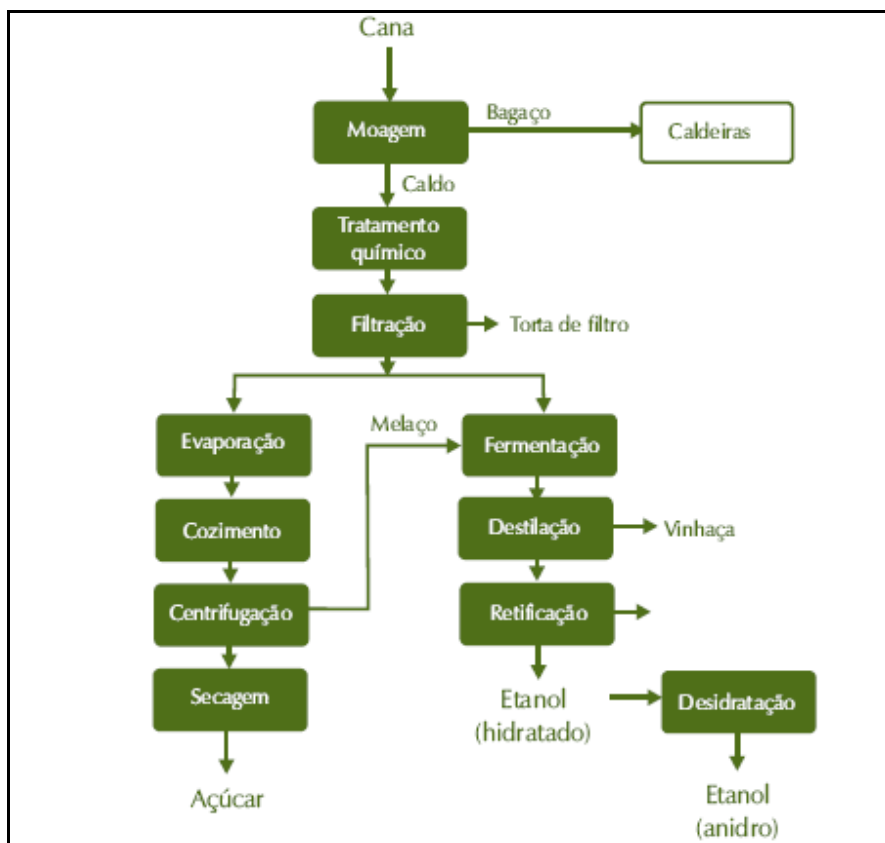 Cana
Moagem
Bagaço
Caldeiras
Caldo
Tratamento
químico
Filtração
Torta de filtro
Evaporação
Melaço
Fermentação
Cozimento
Destilação
Vinhaça
Centrifugação
Retificação
Secagem
Etanol
(hidratado)
Desidratação
Açúcar
Etanol
(anidro)